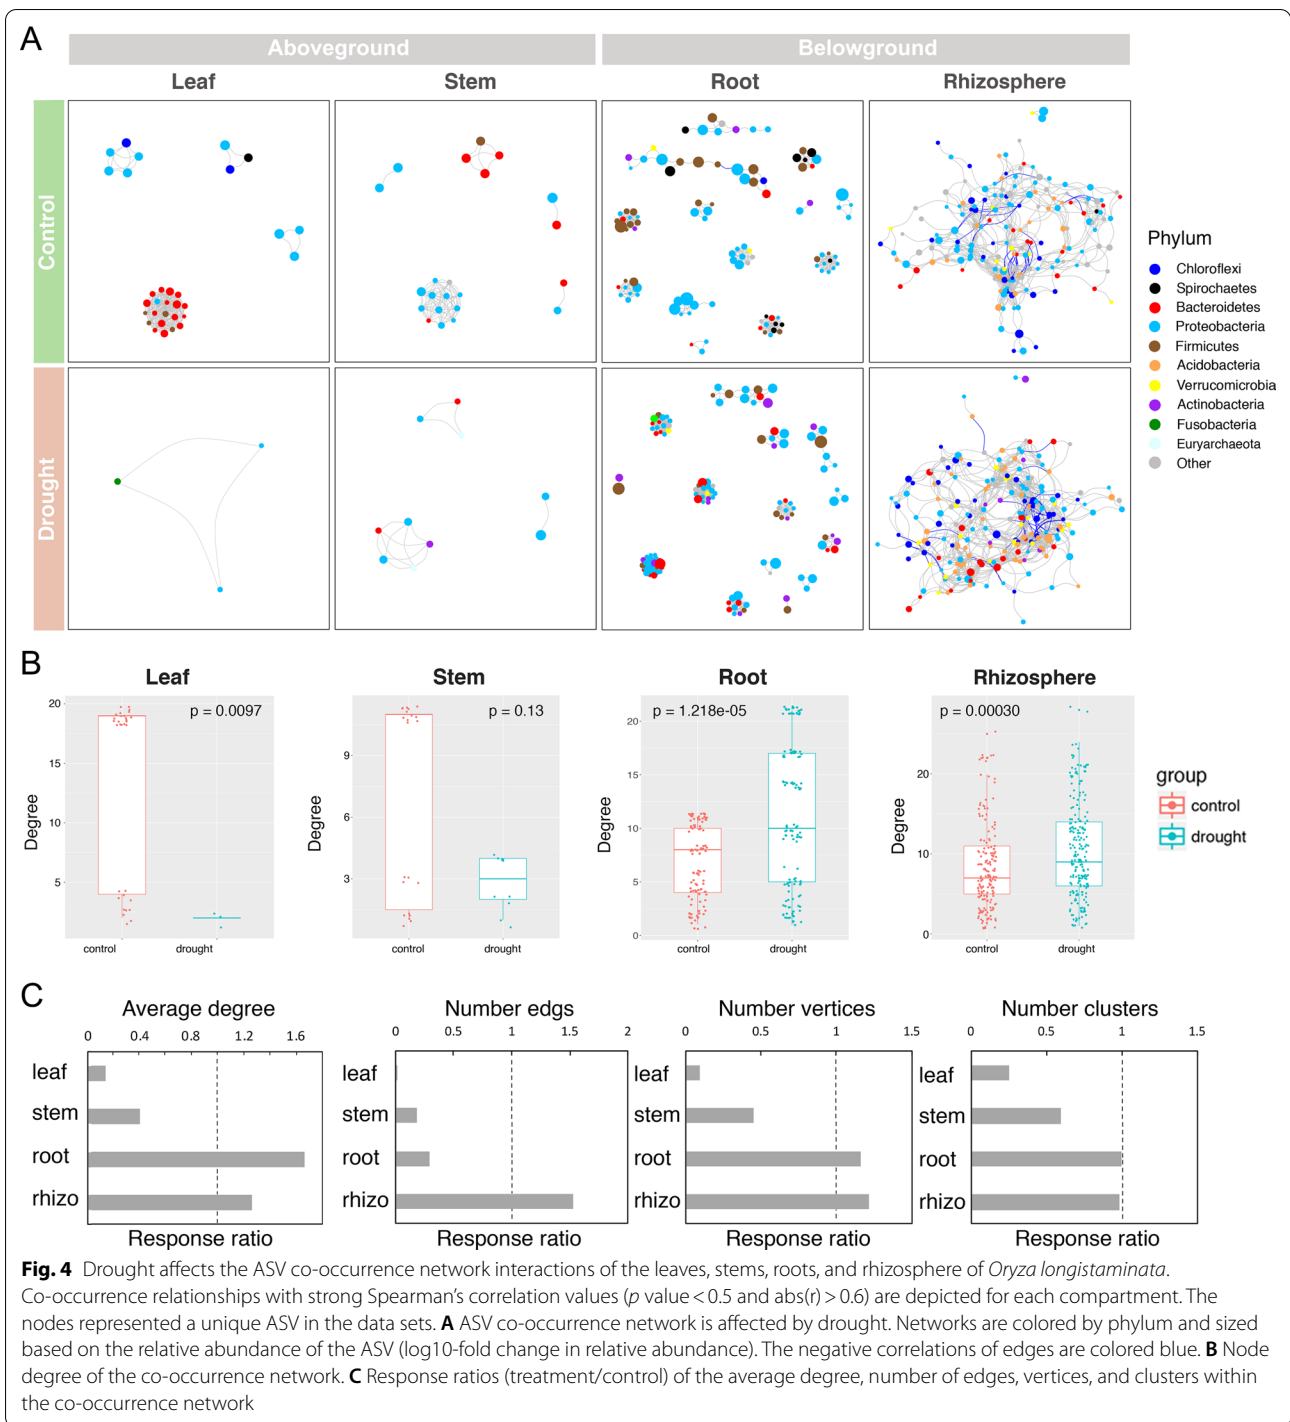 A
Aboveground
Belowground
Leaf
Stem
Root
Rhizosphere
Control
Drought
Phylum
Chloroflexi
Spirochaetes
Bacteroidetes
Proteobacteria
Firmicutes
Acidobacteria
Verrucomicrobia
Actinobacteria
Fusobacteria
Euryarchaeota
Other
B
Leaf
Degree
20
15
10
5
p = 0.0097
control
drought
Stem
Degree
9
6
3
p = 0.13
control
drought
Root
Degree
20
15
10
5
0
p = 1.218e-05
control
drought
Rhizosphere
Degree
20
10
0
p = 0.00030
control
drought
group
control
drought
C
Average degree
0 0.4 1 1.2 1.6
leaf
stem
root
rhizo
Response ratio
Number edgs
0 0.5 1 1.5 2
leaf
stem
root
rhizo
Response ratio
Number vertices
0 0.5 1 1.5
leaf
stem
root
rhizo
Response ratio
Number clusters
0 0.5 1 1.5
leaf
stem
root
rhizo
Response ratio
Fig. 4 Drought affects the ASV co-occurrence network interactions of the leaves, stems, roots, and rhizosphere of Oryza longistaminata.
Co-occurrence relationships with strong Spearman's correlation values (p value < 0.5 and abs(r) > 0.6) are depicted for each compartment. The
nodes represented a unique ASV in the data sets. A ASV co-occurrence network is affected by drought. Networks are colored by phylum and sized
based on the relative abundance of the ASV (log10-fold change in relative abundance). The negative correlations of edges are colored blue. B Node
degree of the co-occurrence network. C Response ratios (treatment/control) of the average degree, number of edges, vertices, and clusters within
the co-occurrence network